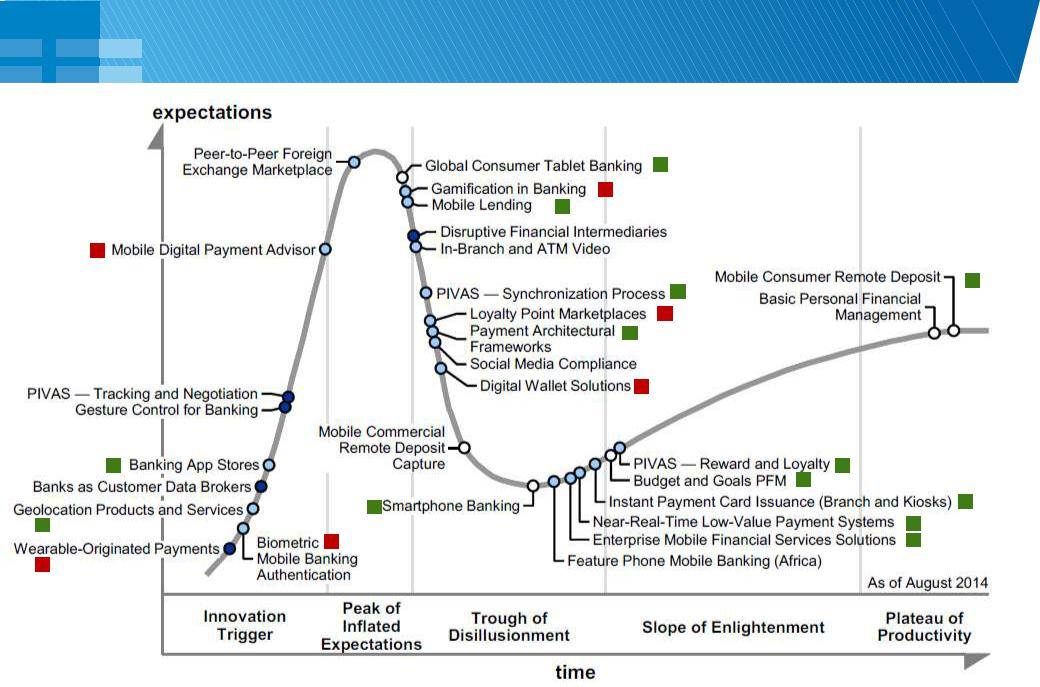 expectations
Peer-to-Peer Foreign
Exchange Marketplace
Global Consumer Tablet Banking
Gamification in Banking
Mobile Lending
Disruptive Financial Intermediaries
In-Branch and ATM Video
Mobile Digital Payment Advisor
PIVAS — Synchronization Process
Loyalty Point Marketplaces
Payment Architectural
Frameworks
Social Media Compliance
Digital Wallet Solutions
Mobile Consumer Remote Deposit
Basic Personal Financial
Management
PIVAS — Tracking and Negotiation
Gesture Control for Banking
Mobile Commercial
Remote Deposit
Capture
Banking App Stores
Banks as Customer Data Brokers
Geolocation Products and Services
Wearable-Originated Payments
Biometric
Mobile Banking
Authentication
Smartphone Banking
PIVAS — Reward and Loyalty
Budget and Goals PFM
Instant Payment Card Issuance (Branch and Kiosks)
Near-Real-Time Low-Value Payment Systems
Enterprise Mobile Financial Services Solutions
Feature Phone Mobile Banking (Africa)
As of August 2014
Innovation
Trigger
Peak of
Inflated
Expectations
Trough of
Disillusionment
Slope of Enlightenment
Plateau of
Productivity
time